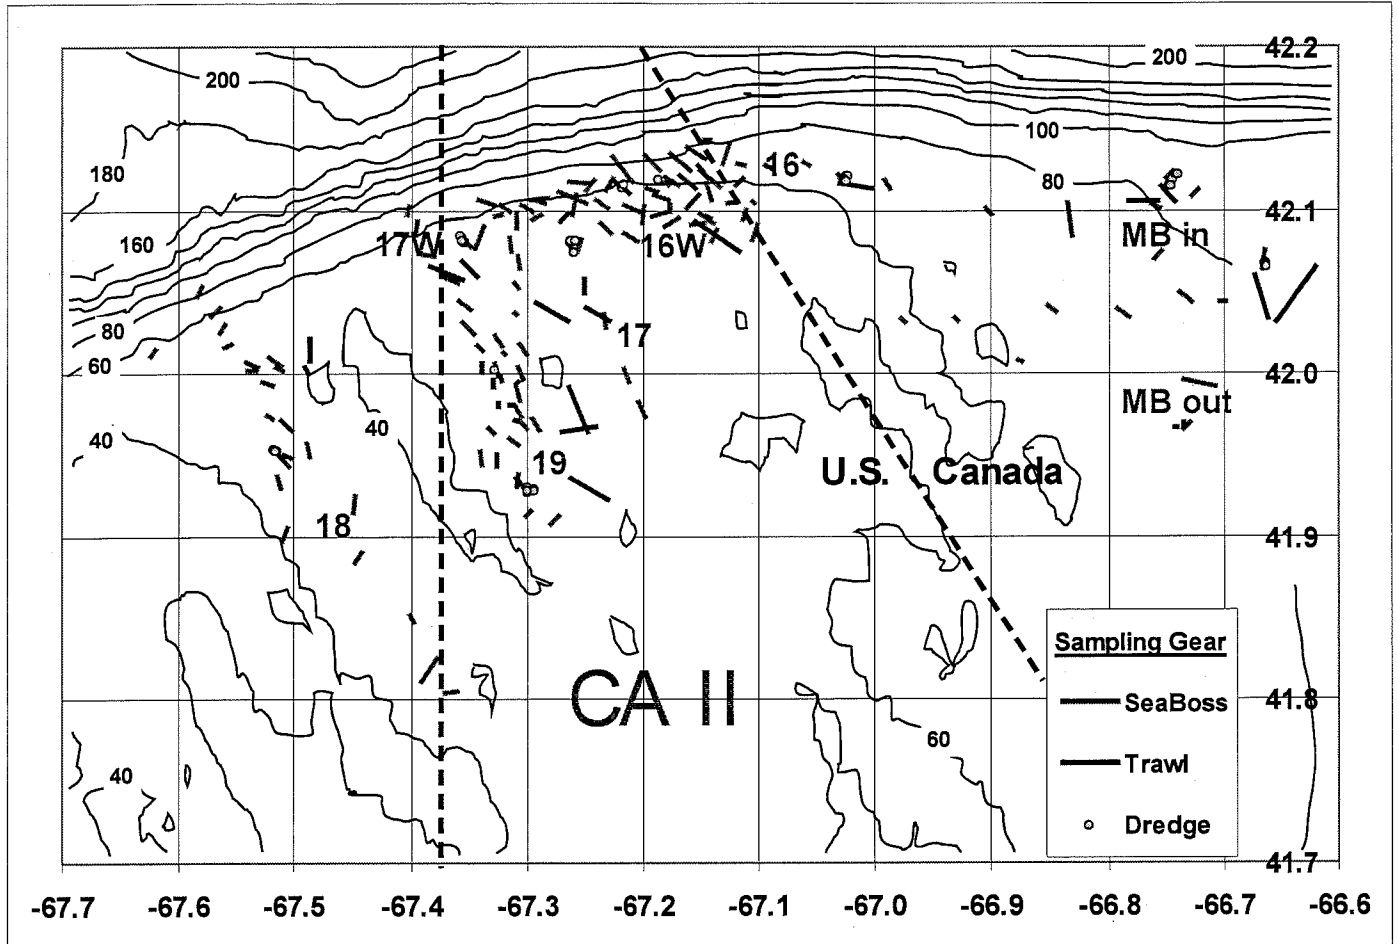 200
200
42.2
100
180
16
80
160
17W
16W
MB in
42.1
80
17
60
42.0
MB out
40
40
19
U.S. Canada
18
41.9
Sampling Gear
SeaBoss
CA II
41.8
60
Trawl
40
Dredge
41.7
-67.7 -67.6 -67.5 -67.4 -67.3 -67.2 -67.1 -67.0 -66.9 -66.8 -66.7 -66.6